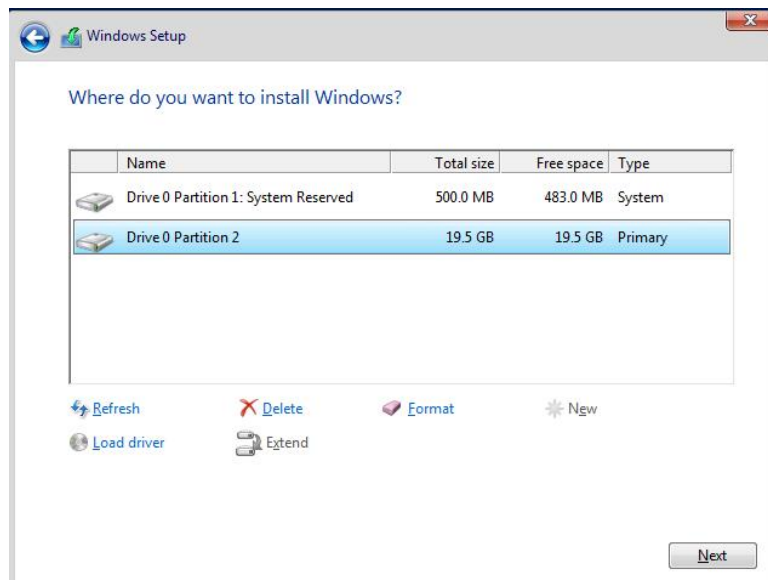 Windows Setup
Where do you want to install Windows?
Name Total size Free space Type
Drive 0 Partition 1: System Reserved 500.0 MB 483.0 MB System
Drive 0 Partition 2 19.5 GB 19.5 GB Primary
Refresh Delete Format New
Load driver Extend
Next